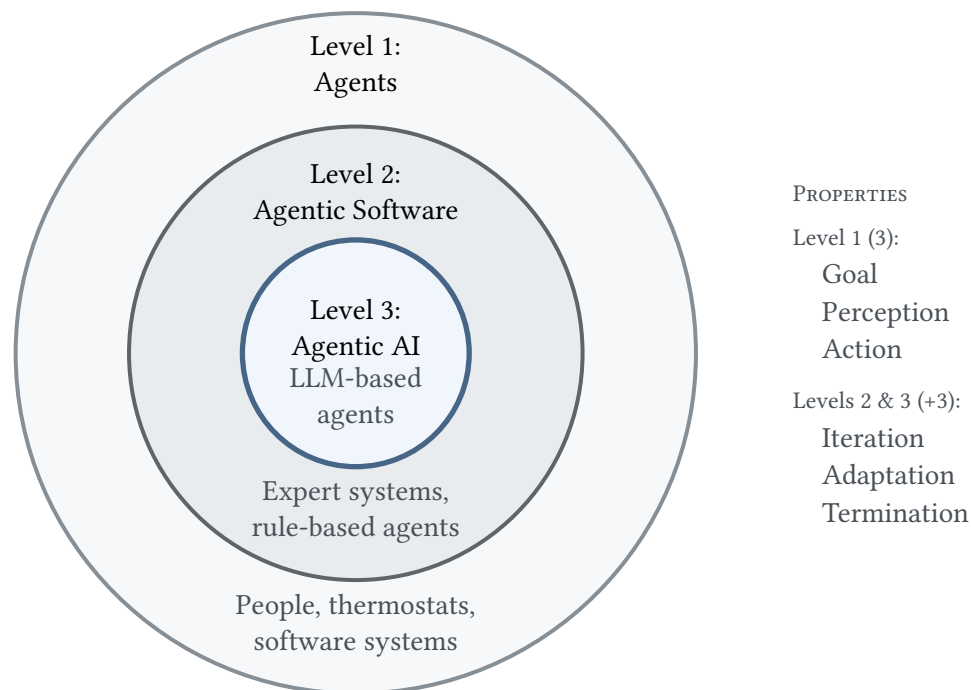 Level 1:
Agents
Level 2:
Agentic Software
Level 3:
Agentic AI
LLM-based
agents
Expert systems,
rule-based agents
People, thermostats,
software systems
Properties
Level 1 (3):
Goal
Perception
Action
Levels 2 & 3 (+3):
Iteration
Adaptation
Termination